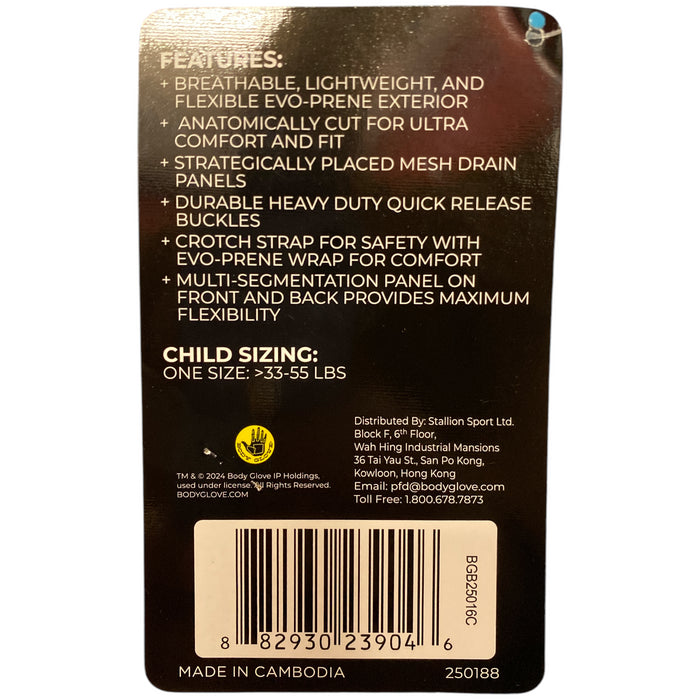 FEATURES:
+ BREATHABLE, LIGHTWEIGHT, AND
FLEXIBLE EVO-PRENE EXTERIOR
+ ANATOMICALLY CUT FOR ULTRA
COMFORT AND FIT
+ STRATEGICALLY PLACED MESH DRAIN
PANELS
+ DURABLE HEAVY DUTY QUICK RELEASE
BUCKLES
+ CROTCH STRAP FOR SAFETY WITH
EVO-PRENE WRAP FOR COMFORT
+ MULTI-SEGMENTATION PANEL ON
FRONT AND BACK PROVIDES MAXIMUM
FLEXIBILITY
CHILD SIZING:
ONE SIZE: >33-55 LBS
BODY GLOVE
TM & © 2024 Body Glove IP Holdings,
used under license. All Rights Reserved.
BODYGLOVE.COM
Distributed By: Stallion Sport Ltd.
Block F, 6th Floor,
Wah Hing Industrial Mansions
36 Tai Yau St., San Po Kong,
Kowloon, Hong Kong
Email: pfd@bodyglove.com
Toll Free: 1.800.678.7873
BGB25016C
8 82930 23904 6
MADE IN CAMBODIA
250188